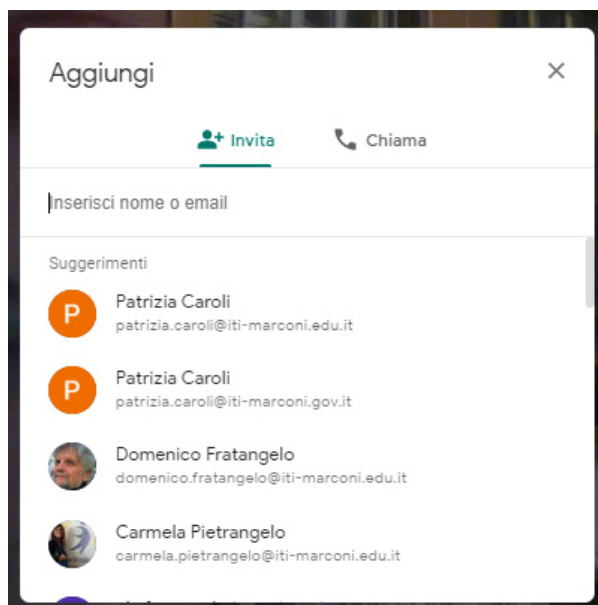 Aggiungi
Invita
Chiama
Inserisci nome o email
Suggerimenti
P
Patrizia Caroli
patrizia.caroli@iti-marconi.edu.it
P
Patrizia Caroli
patrizia.caroli@iti-marconi.gov.it
Domenico Fratangelo
domenico.fratangelo@iti-marconi.edu.it
Carmela Pietrangelo
carmela.pietrangelo@iti-marconi.edu.it